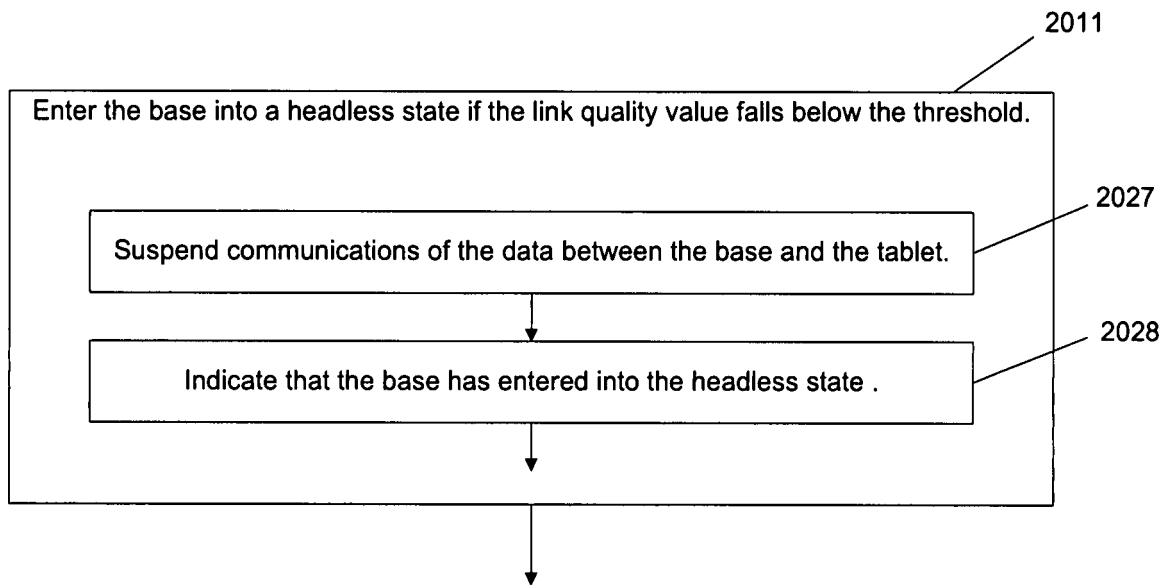 2011
Enter the base into a headless state if the link quality value falls below the threshold.
2027
Suspend communications of the data between the base and the tablet.
2028
Indicate that the base has entered into the headless state .